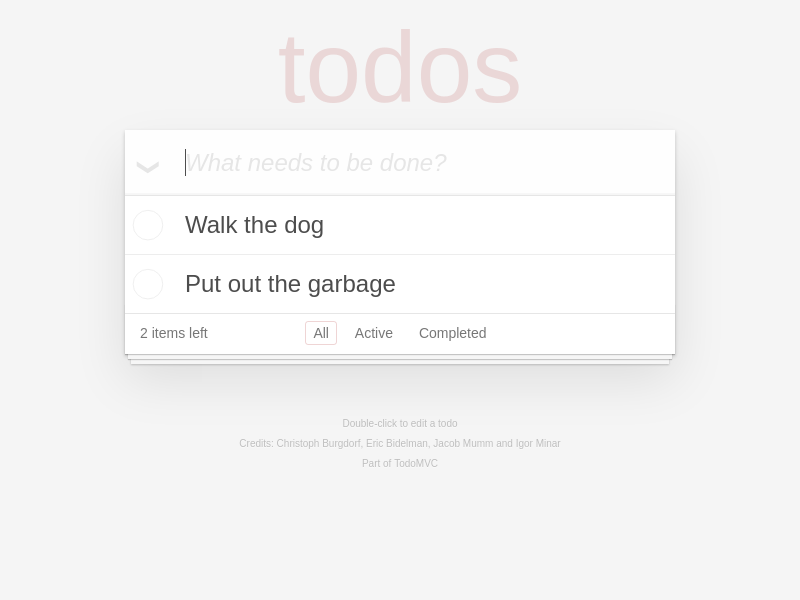 todos
What needs to be done?
Walk the dog
Put out the garbage
2 items left All Active Completed
Double-click to edit a todo
Credits: Christoph Burgdorf, Eric Bidelman, Jacob Mumm and Igor Minar
Part of TodoMVC